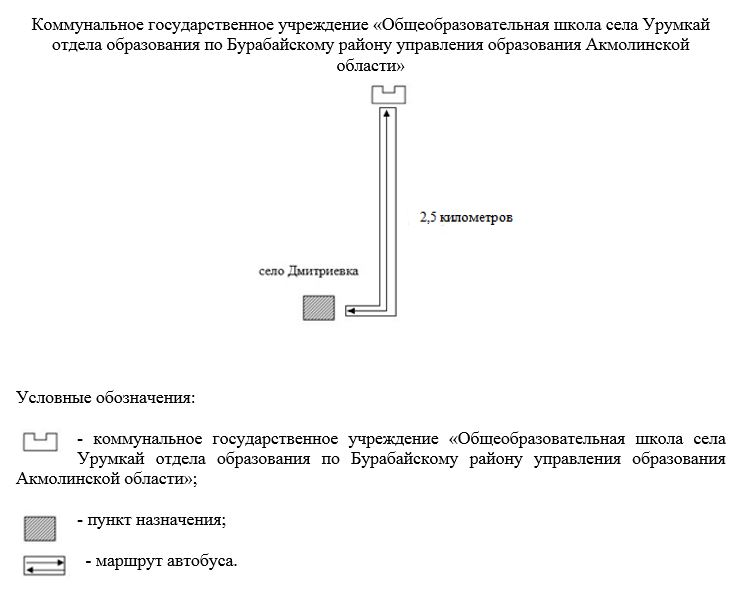 Коммунальное государственное учреждение «Общеобразовательная школа села Урумкай
отдела образования по Бурабайскому району управления образования Акмолинской
области»
2,5 километров
село Дмитриевка
Условные обозначения:
- коммунальное государственное учреждение «Общеобразовательная школа села
Урумкай отдела образования по Бурабайскому району управления образования
Акмолинской области»;
- пункт назначения;
- маршрут автобуса.